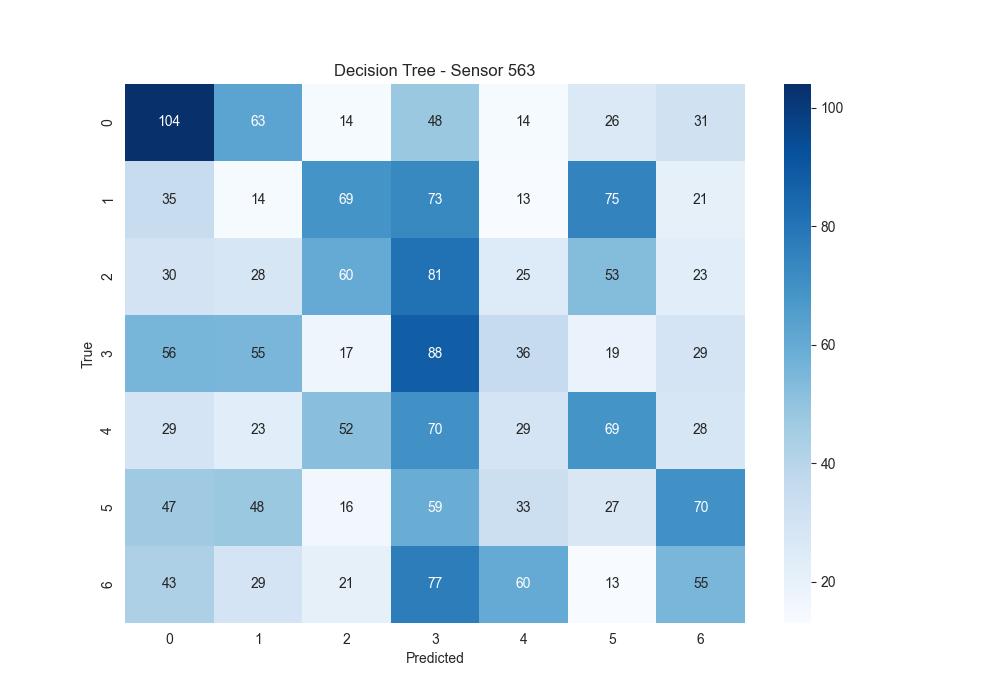 Decision Tree - Sensor 563
0 104 63 14 48 14 26 31
1 35 14 69 73 13 75 21
2 30 28 60 81 25 53 23
3 56 55 17 88 36 19 29
4 29 23 52 70 29 69 28
5 47 48 16 59 33 27 70
6 43 29 21 77 60 13 55
0 1 2 3 4 5 6
Predicted
True
100
80
60
40
20